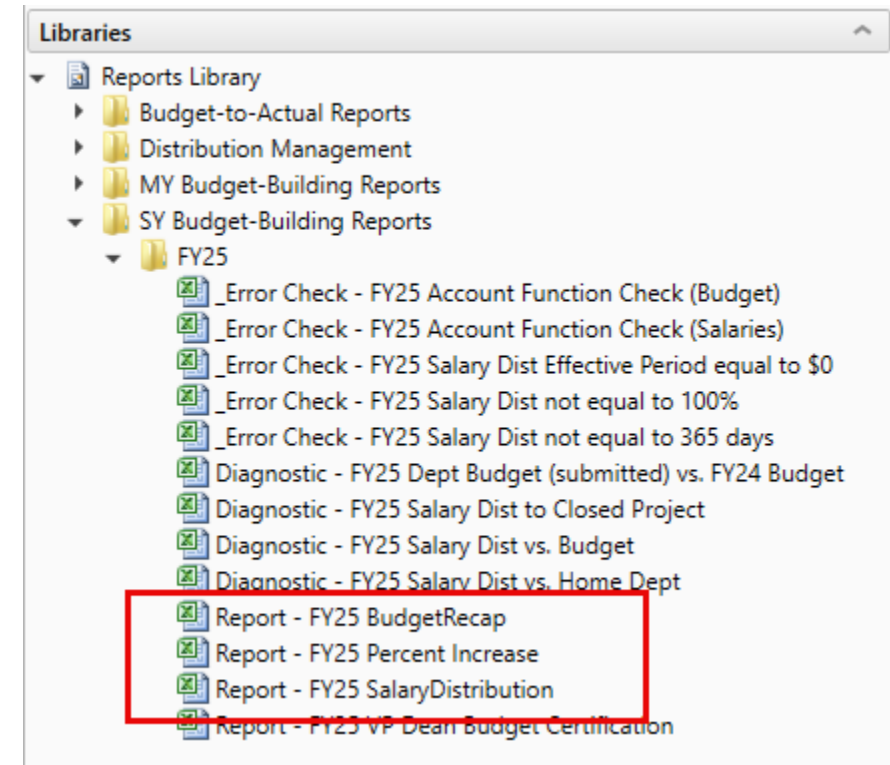 Libraries
Reports Library
Budget-to-Actual Reports
Distribution Management
MY Budget-Building Reports
SY Budget-Building Reports
FY25
_Error Check - FY25 Account Function Check (Budget)
_Error Check - FY25 Account Function Check (Salaries)
_Error Check - FY25 Salary Dist Effective Period equal to $0
_Error Check - FY25 Salary Dist not equal to 100%
_Error Check - FY25 Salary Dist not equal to 365 days
Diagnostic - FY25 Dept Budget (submitted) vs. FY24 Budget
Diagnostic - FY25 Salary Dist to Closed Project
Diagnostic - FY25 Salary Dist vs. Budget
Diagnostic - FY25 Salary Dist vs. Home Dept
Report - FY25 BudgetRecap
Report - FY25 Percent Increase
Report - FY25 SalaryDistribution
Report - FY25 VP Dean Budget Certification